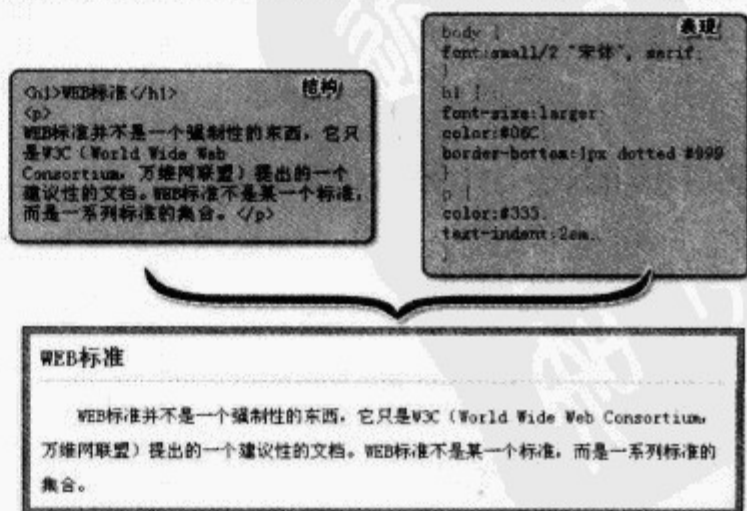 结构
<h1>WEB标准</h1>
<p>
WEB标准并不是一个强制性的东西，它只
是W3C（World Wide Web
Consortium，万维网联盟）提出的一个
建议性的文档。WEB标准不是某一个标准，
而是一系列标准的集合。</p>
表现
body {
font:small/2 "宋体", serif;
}
h1 {
font-size:larger;
color:#06C;
border-bottom:1px dotted #999
}
p {
color:#335;
text-indent:2em;
}
WEB标准
WEB标准并不是一个强制性的东西，它只是W3C（World Wide Web Consortium，
万维网联盟）提出的一个建议性的文档。WEB标准不是某一个标准，而是一系列标准的
集合。